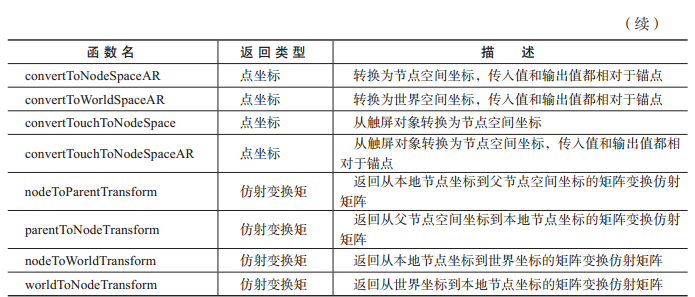 （续）
函 数 名 返 回 类 型 描 述
convertToNodeSpaceAR 点坐标 转换为节点空间坐标，传入值和输出值都相对于锚点
convertToWorldSpaceAR 点坐标 转换为世界空间坐标，传入值和输出值都相对于锚点
convertTouchToNodeSpace 点坐标 从触屏对象转换为节点空间坐标
convertTouchToNodeSpaceAR 点坐标 从触屏对象转换为节点空间坐标，传入值和输出值都相
对于锚点
nodeToParentTransform 仿射变换矩 返回从本地节点坐标到父节点空间坐标的矩阵变换仿射
矩阵
parentToNodeTransform 仿射变换矩 返回从父节点空间坐标到本地节点坐标的矩阵变换仿射
矩阵
nodeToWorldTransform 仿射变换矩 返回从本地节点坐标到世界坐标的矩阵变换仿射矩阵
worldToNodeTransform 仿射变换矩 返回从世界坐标到本地节点坐标的矩阵变换仿射矩阵